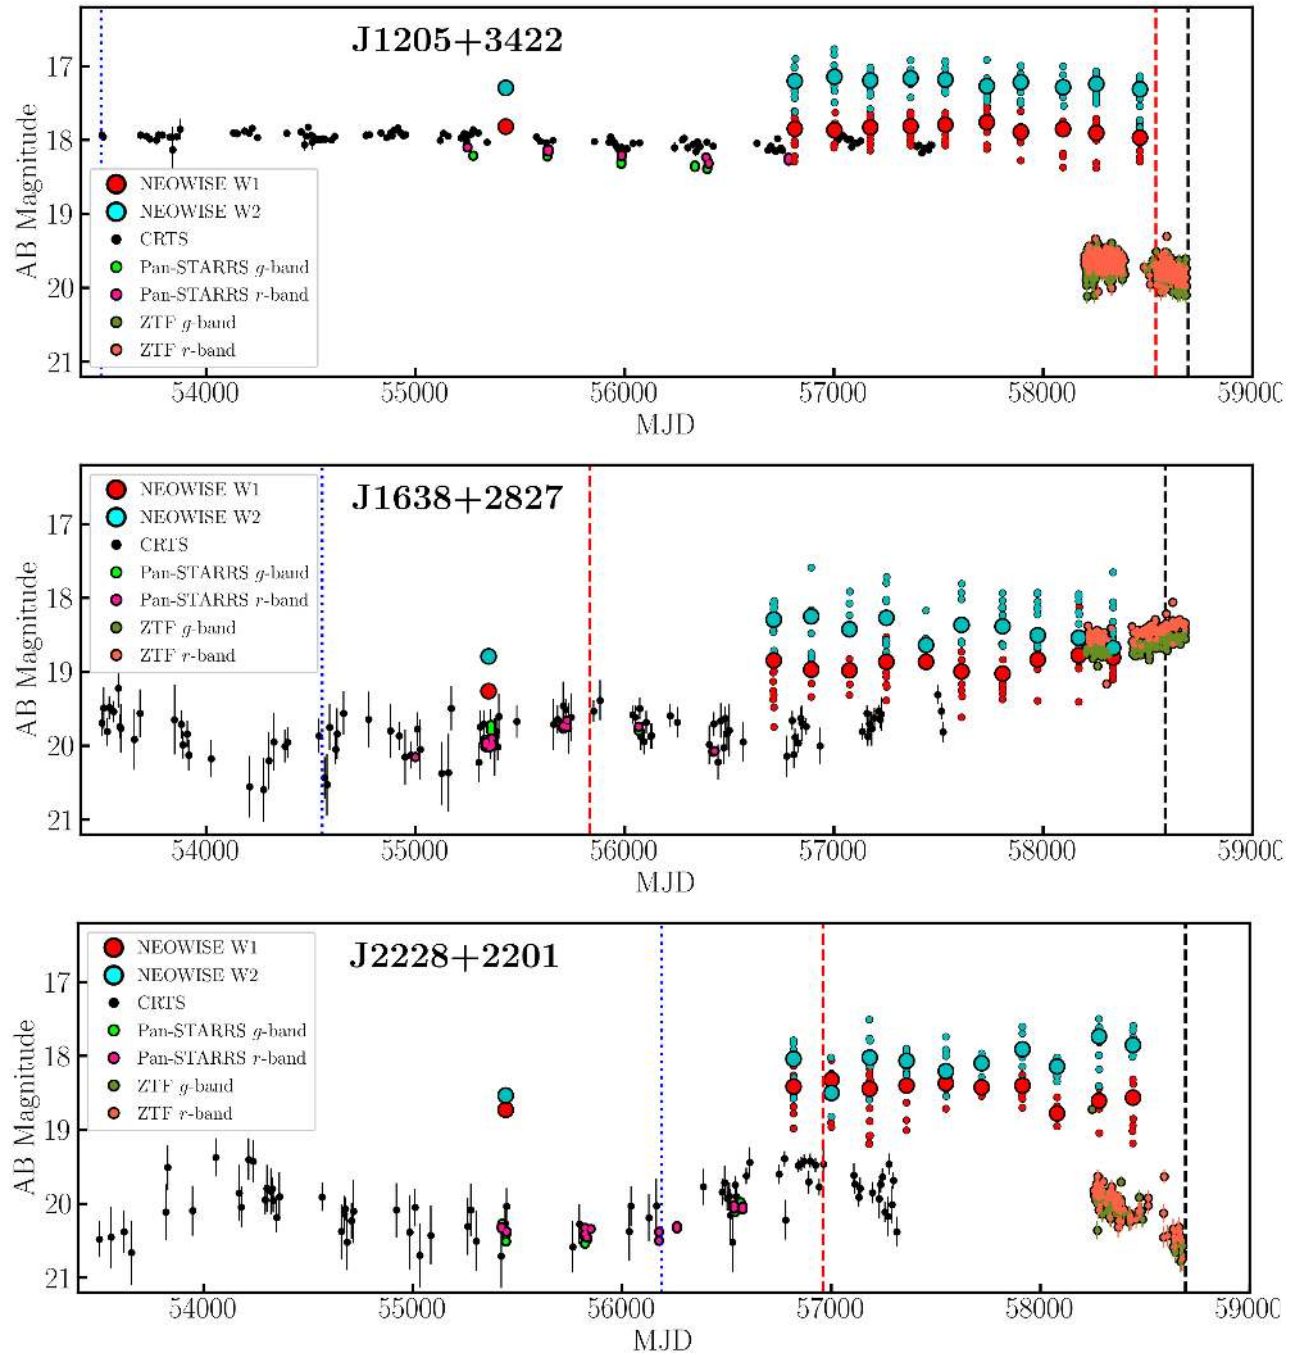 J1205+3422
17
18
19
20
21
AB Magnitude
NEOWISE W1
NEOWISE W2
CRTS
Pan-STARRS g-band
Pan-STARRS r-band
ZTF g-band
ZTF r-band
54000 55000 56000 57000 58000 59000
MJD
J1638+2827
17
18
19
20
21
AB Magnitude
NEOWISE W1
NEOWISE W2
CRTS
Pan-STARRS g-band
Pan-STARRS r-band
ZTF g-band
ZTF r-band
54000 55000 56000 57000 58000 59000
MJD
J2228+2201
17
18
19
20
21
AB Magnitude
NEOWISE W1
NEOWISE W2
CRTS
Pan-STARRS g-band
Pan-STARRS r-band
ZTF g-band
ZTF r-band
54000 55000 56000 57000 58000 59000
MJD